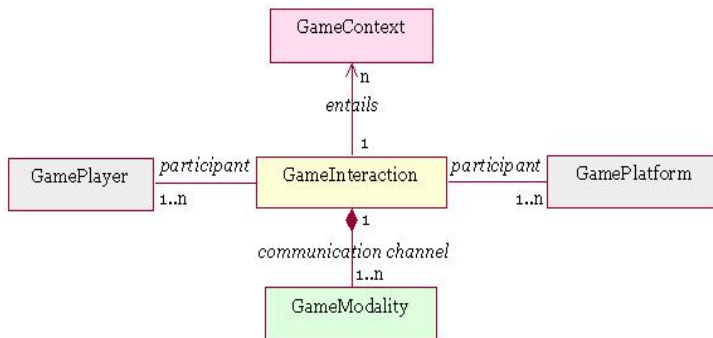 GameContext
n
entails
1
GamePlayer
participant
1..n
GameInteraction
participant
1..n
GamePlatform
1
communication channel
1..n
GameModality